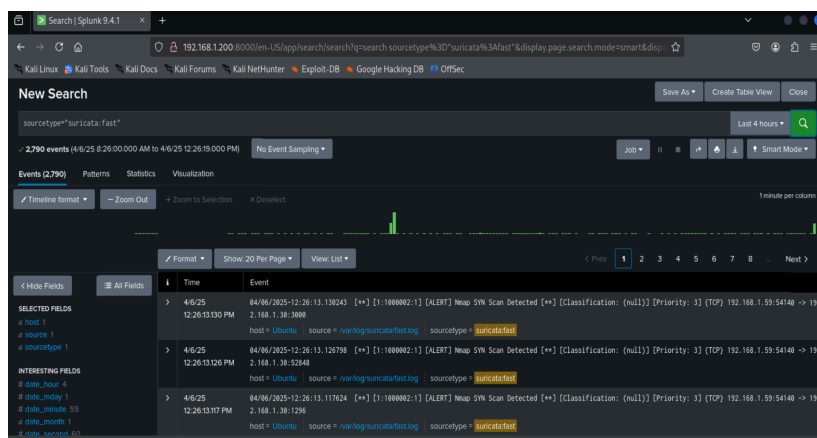 Search | Splunk 9.4.1
192.168.1.200:8000/en-US/app/search/search?q=search sourcetype%3D"suricata%3Afast"&display.page.search.mode=smart&disp
Kali Linux Kali Tools Kali Docs Kali Forums Kali NetHunter Exploit-DB Google Hacking DB OffSec
New Search
Save As Create Table View Close
sourcetype="suricata:fast"
Last 4 hours
2,790 events (4/6/25 8:26:00.000 AM to 4/6/25 12:26:19.000 PM) No Event Sampling
Job Smart Mode
Events (2,790) Patterns Statistics Visualization
Timeline format − Zoom Out + Zoom to Selection × Deselect
1 minute per column
Format Show: 20 Per Page View: List
< Prev 1 2 3 4 5 6 7 8 ... Next >
< Hide Fields All Fields
i Time Event
SELECTED FIELDS
a host 1
a source 1
a sourcetype 1
INTERESTING FIELDS
# date_hour 4
# date_mday 1
# date_minute 59
a date_month 1
# date_second 60
> 4/6/25
12:26:13.130 PM
04/06/2025-12:26:13.130243 [**] [1:1000002:1] [ALERT] Nmap SYN Scan Detected [**] [Classification: (null)] [Priority: 3] {TCP} 192.168.1.59:54140 -> 19
2.168.1.30:3000
host = Ubuntu source = /var/log/suricata/fast.log sourcetype = suricata:fast
> 4/6/25
12:26:13.126 PM
04/06/2025-12:26:13.126798 [**] [1:1000002:1] [ALERT] Nmap SYN Scan Detected [**] [Classification: (null)] [Priority: 3] {TCP} 192.168.1.59:54140 -> 19
2.168.1.30:52848
host = Ubuntu source = /var/log/suricata/fast.log sourcetype = suricata:fast
> 4/6/25
12:26:13.117 PM
04/06/2025-12:26:13.117624 [**] [1:1000002:1] [ALERT] Nmap SYN Scan Detected [**] [Classification: (null)] [Priority: 3] {TCP} 192.168.1.59:54140 -> 19
2.168.1.30:1296
host = Ubuntu source = /var/log/suricata/fast.log sourcetype = suricata:fast